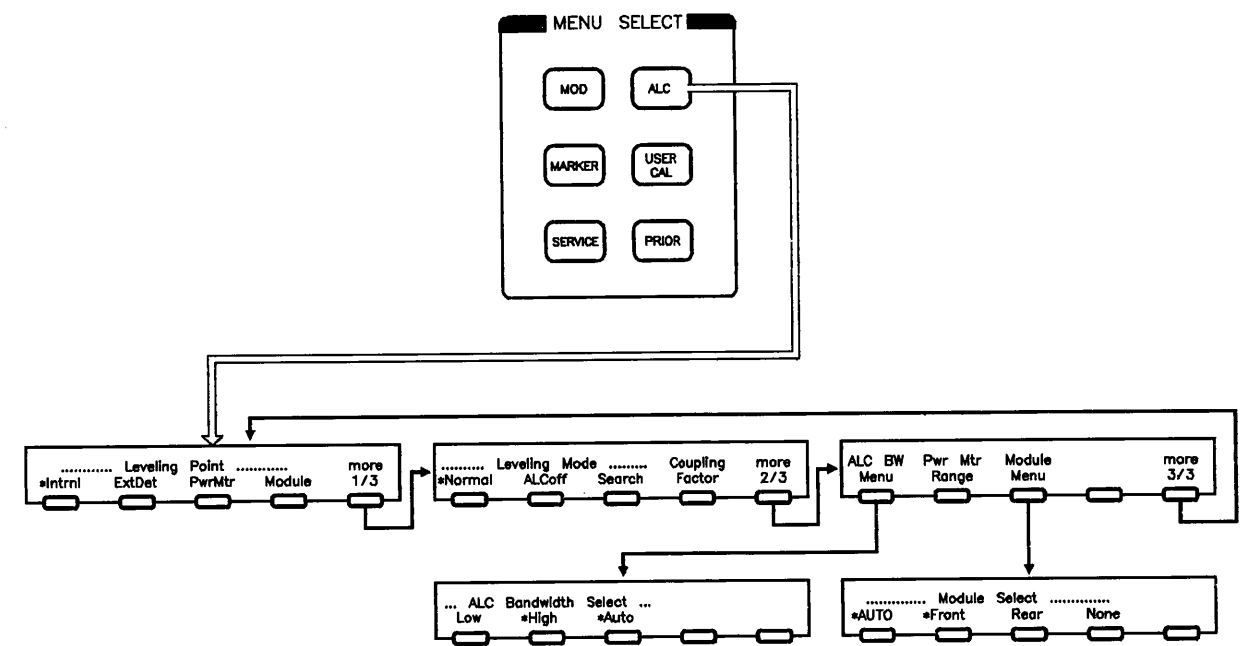 MENU SELECT
MOD
ALC
MARKER
USER
CAL
SERVICE
PRIOR
............ Leveling Point ............
more
*Intrnl ExtDet PwrMtr Module 1/3
.......... Leveling Mode ......... Coupling more
*Normal ALCoff Search Factor 2/3
ALC BW Pwr Mtr Module more
Menu Range Menu 3/3
... ALC Bandwidth Select ...
Low *High *Auto
.............. Module Select ..............
*AUTO *Front Rear None